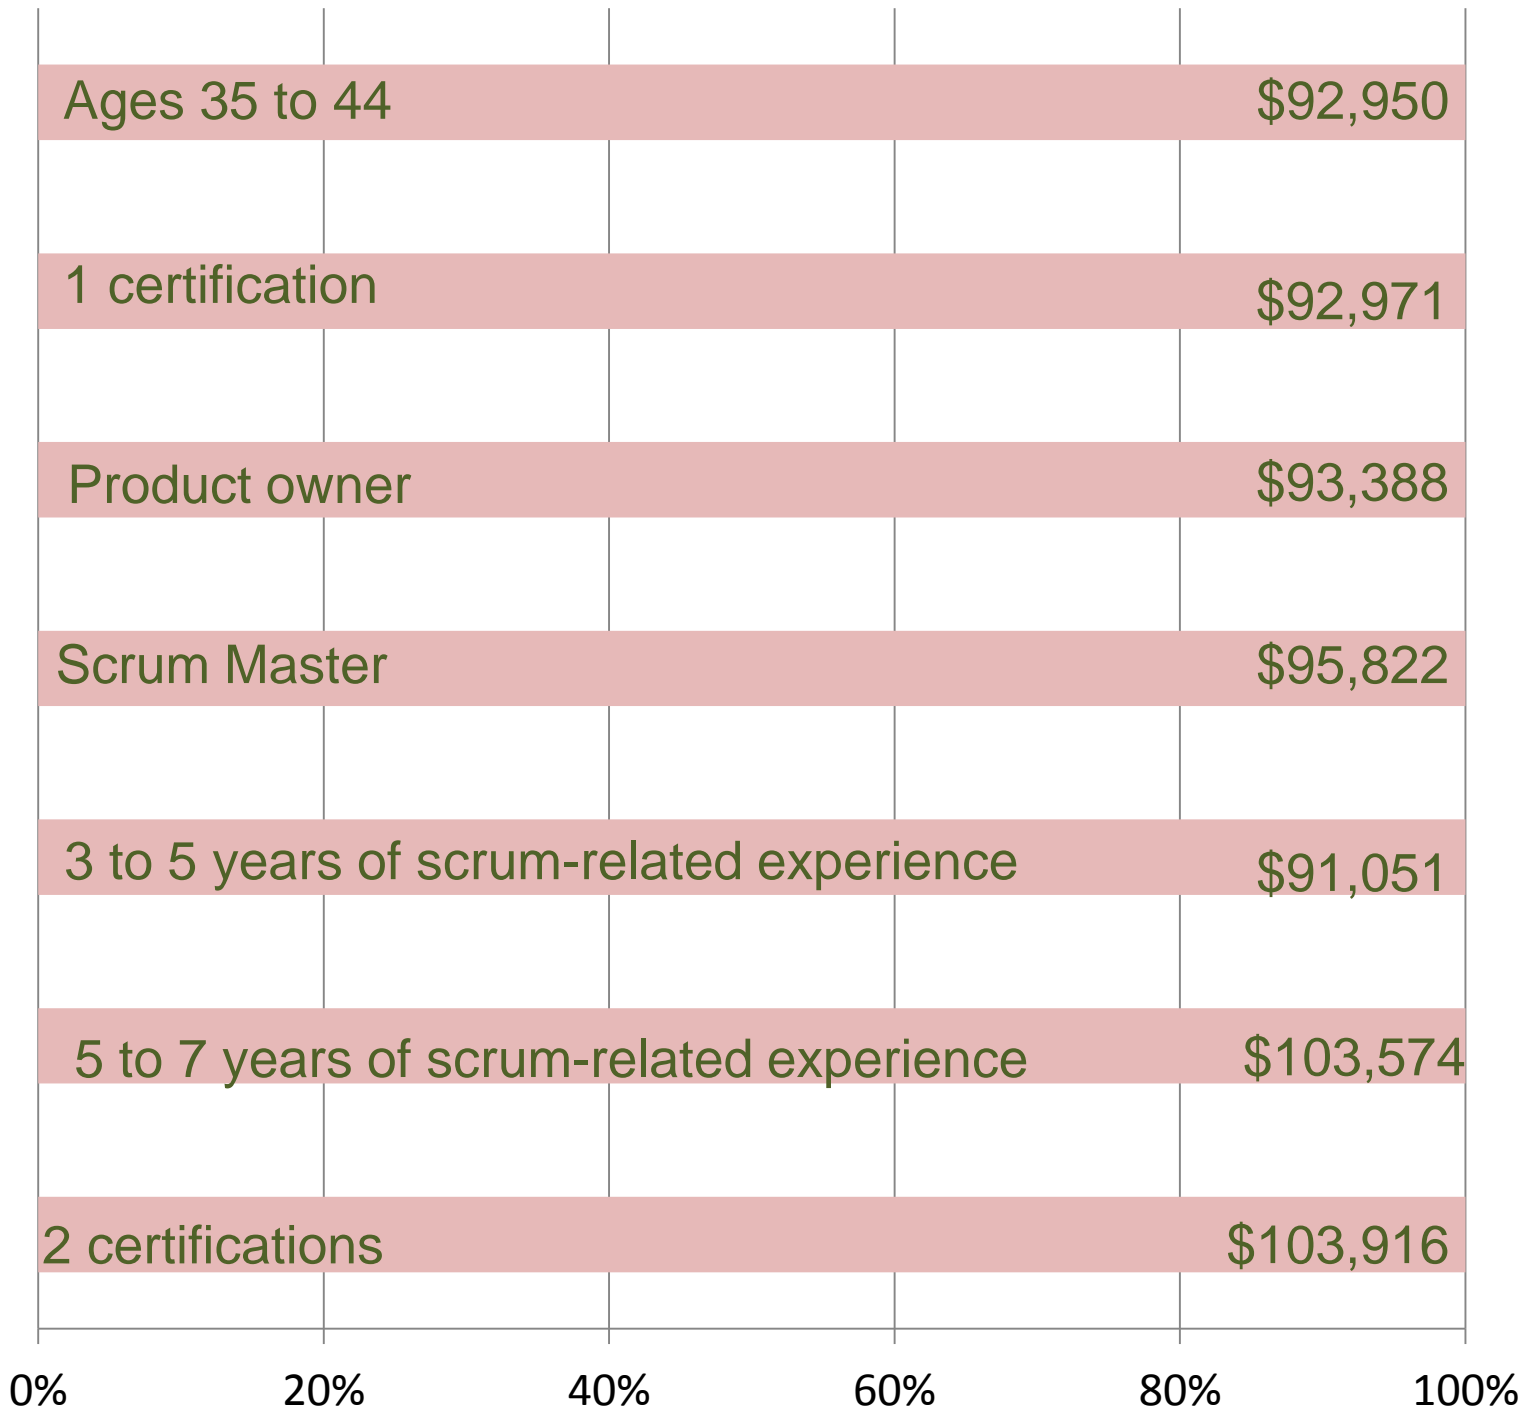 Ages 35 to 44 $92,950
1 certification $92,971
Product owner $93,388
Scrum Master $95,822
3 to 5 years of scrum-related experience $91,051
5 to 7 years of scrum-related experience $103,574
2 certifications $103,916
0% 20% 40% 60% 80% 100%